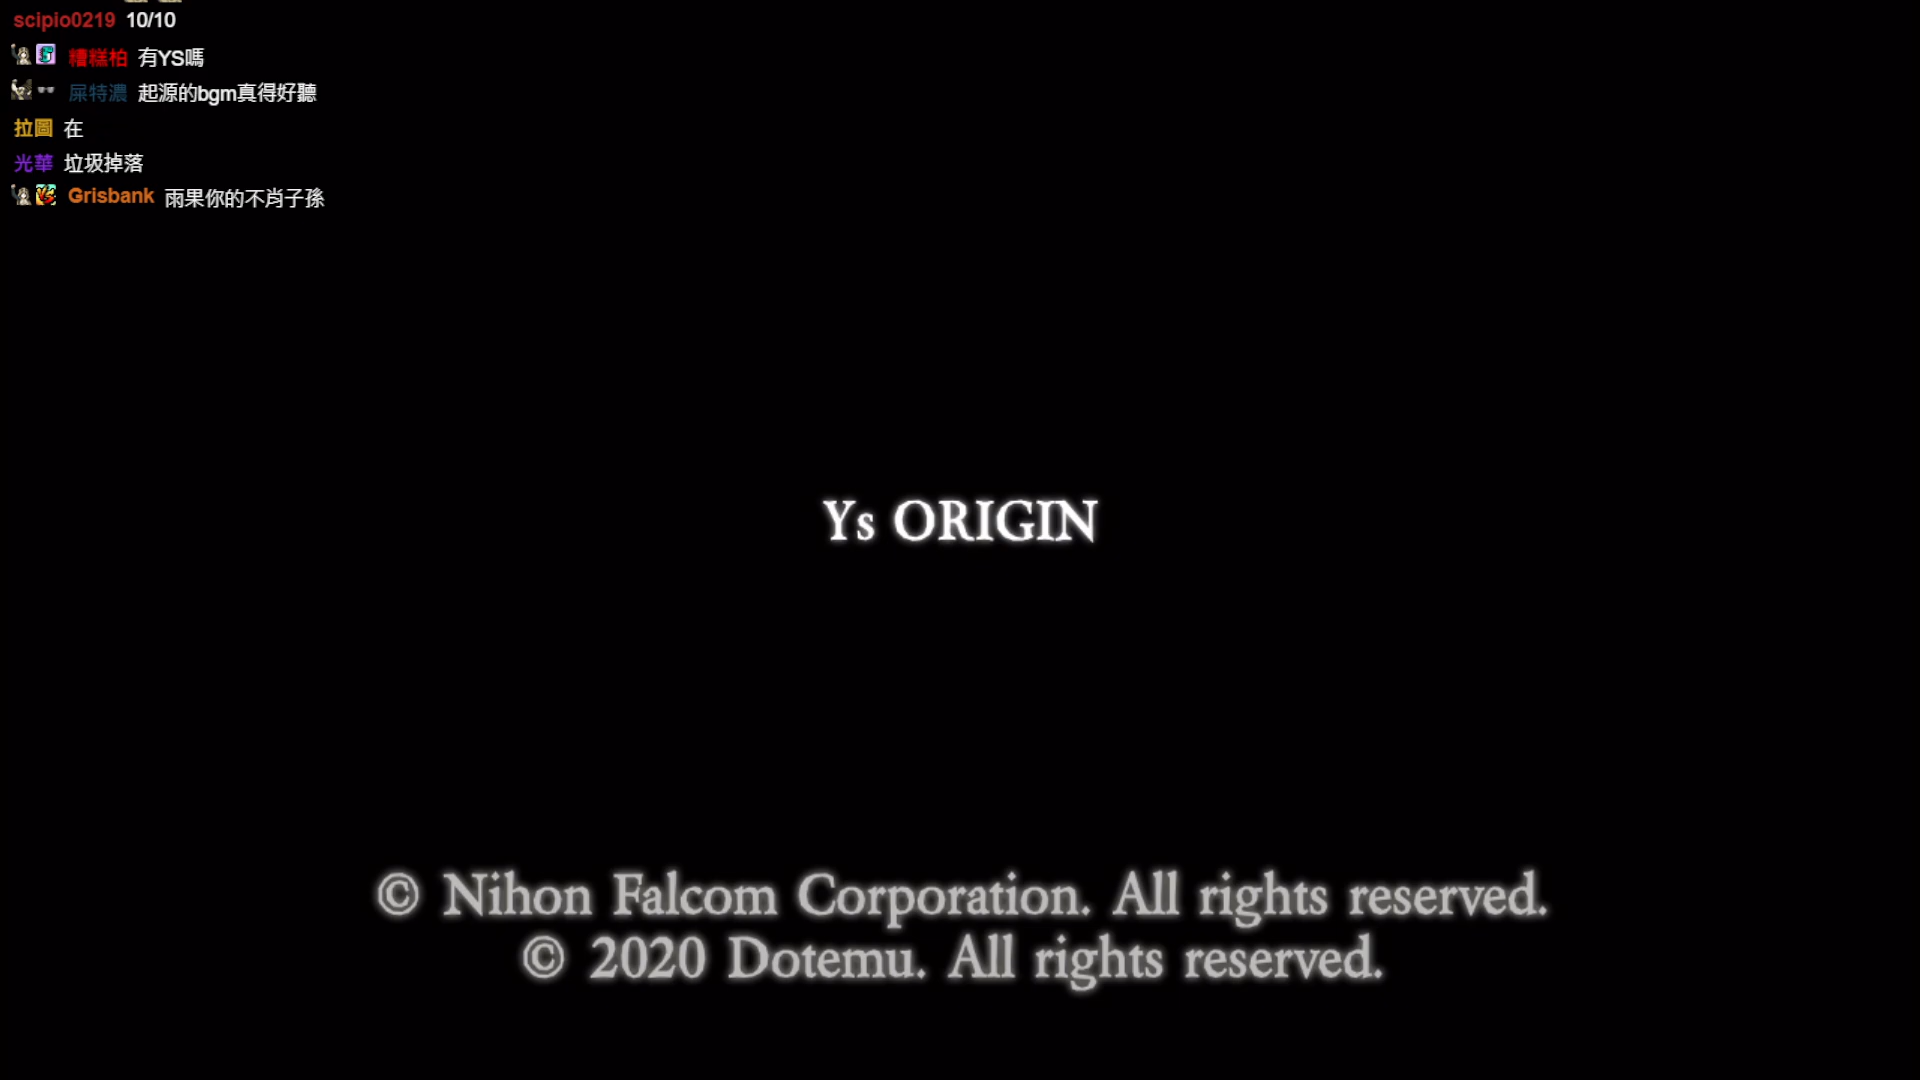 scipio0219 10/10
糟糕柏 有YS嗎
屎特濃 起源的bgm真得好聽
拉圖 在
光華 垃圾掉落
Grisbank 雨果你的不肖子孫
Ys ORIGIN
© Nihon Falcom Corporation. All rights reserved.
© 2020 Dotemu. All rights reserved.